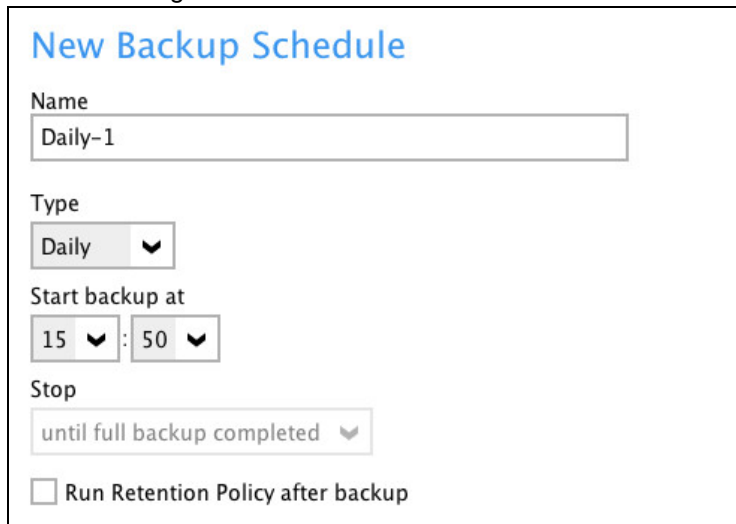 New Backup Schedule
Name
Daily-1
Type
Daily
Start backup at
15 : 50
Stop
until full backup completed
Run Retention Policy after backup